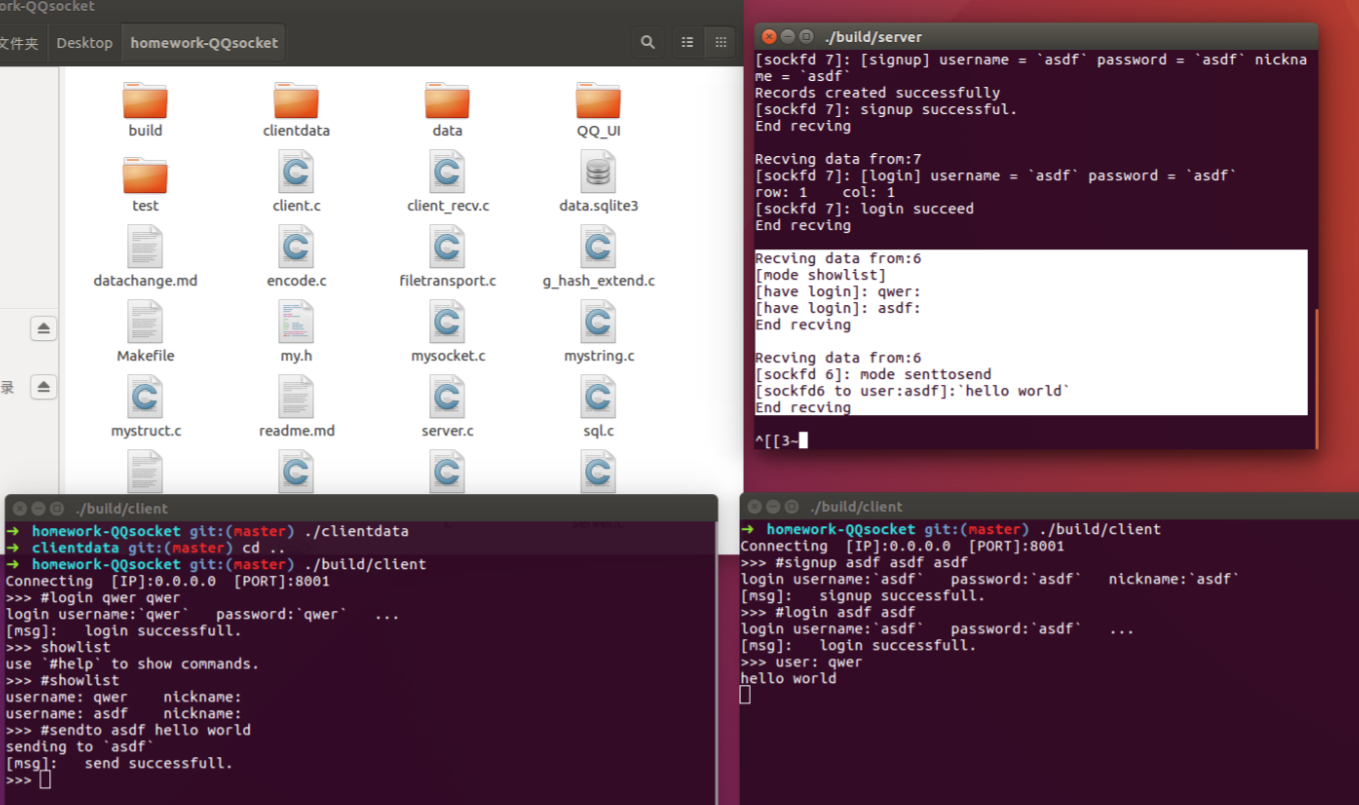 ork-QQsocket
文件夹
Desktop
homework-QQsocket
build
clientdata
data
QQ_UI
test
client.c
client_recv.c
data.sqlite3
datachange.md
encode.c
filetransport.c
g_hash_extend.c
Makefile
my.h
mysocket.c
mystring.c
录
mystruct.c
readme.md
server.c
sql.c
./build/server
[sockfd 7]: [signup] username = `asdf` password = `asdf` nickna
me = `asdf`
Records created successfully
[sockfd 7]: signup successful.
End recving
Recving data from:7
[sockfd 7]: [login] username = `asdf` password = `asdf`
row: 1    col: 1
[sockfd 7]: login succeed
End recving
Recving data from:6
[mode showlist]
[have login]: qwer:
[have login]: asdf:
End recving
Recving data from:6
[sockfd 6]: mode senttosend
[sockfd6 to user:asdf]:`hello world`
End recving
^[[3~
./build/client
➜  homework-QQsocket git:(master) ./clientdata
➜  clientdata git:(master) cd ..
➜  homework-QQsocket git:(master) ./build/client
Connecting  [IP]:0.0.0.0  [PORT]:8001
>>> #login qwer qwer
login username:`qwer`   password:`qwer`   ...
[msg]:   login successfull.
>>> showlist
use `#help` to show commands.
>>> #showlist
username: qwer    nickname:
username: asdf    nickname:
>>> #sendto asdf hello world
sending to `asdf`
[msg]:   send successfull.
>>>
./build/client
➜  homework-QQsocket git:(master) ./build/client
Connecting  [IP]:0.0.0.0  [PORT]:8001
>>> #signup asdf asdf asdf
login username:`asdf`   password:`asdf`   nickname:`asdf`
[msg]:   signup successfull.
>>> #login asdf asdf
login username:`asdf`   password:`asdf`   ...
[msg]:   login successfull.
>>> user: qwer
hello world